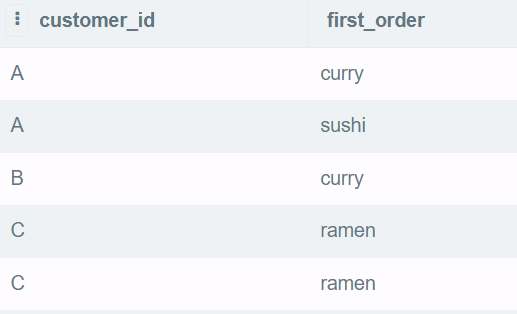 customer_id first_order
A curry
A sushi
B curry
C ramen
C ramen